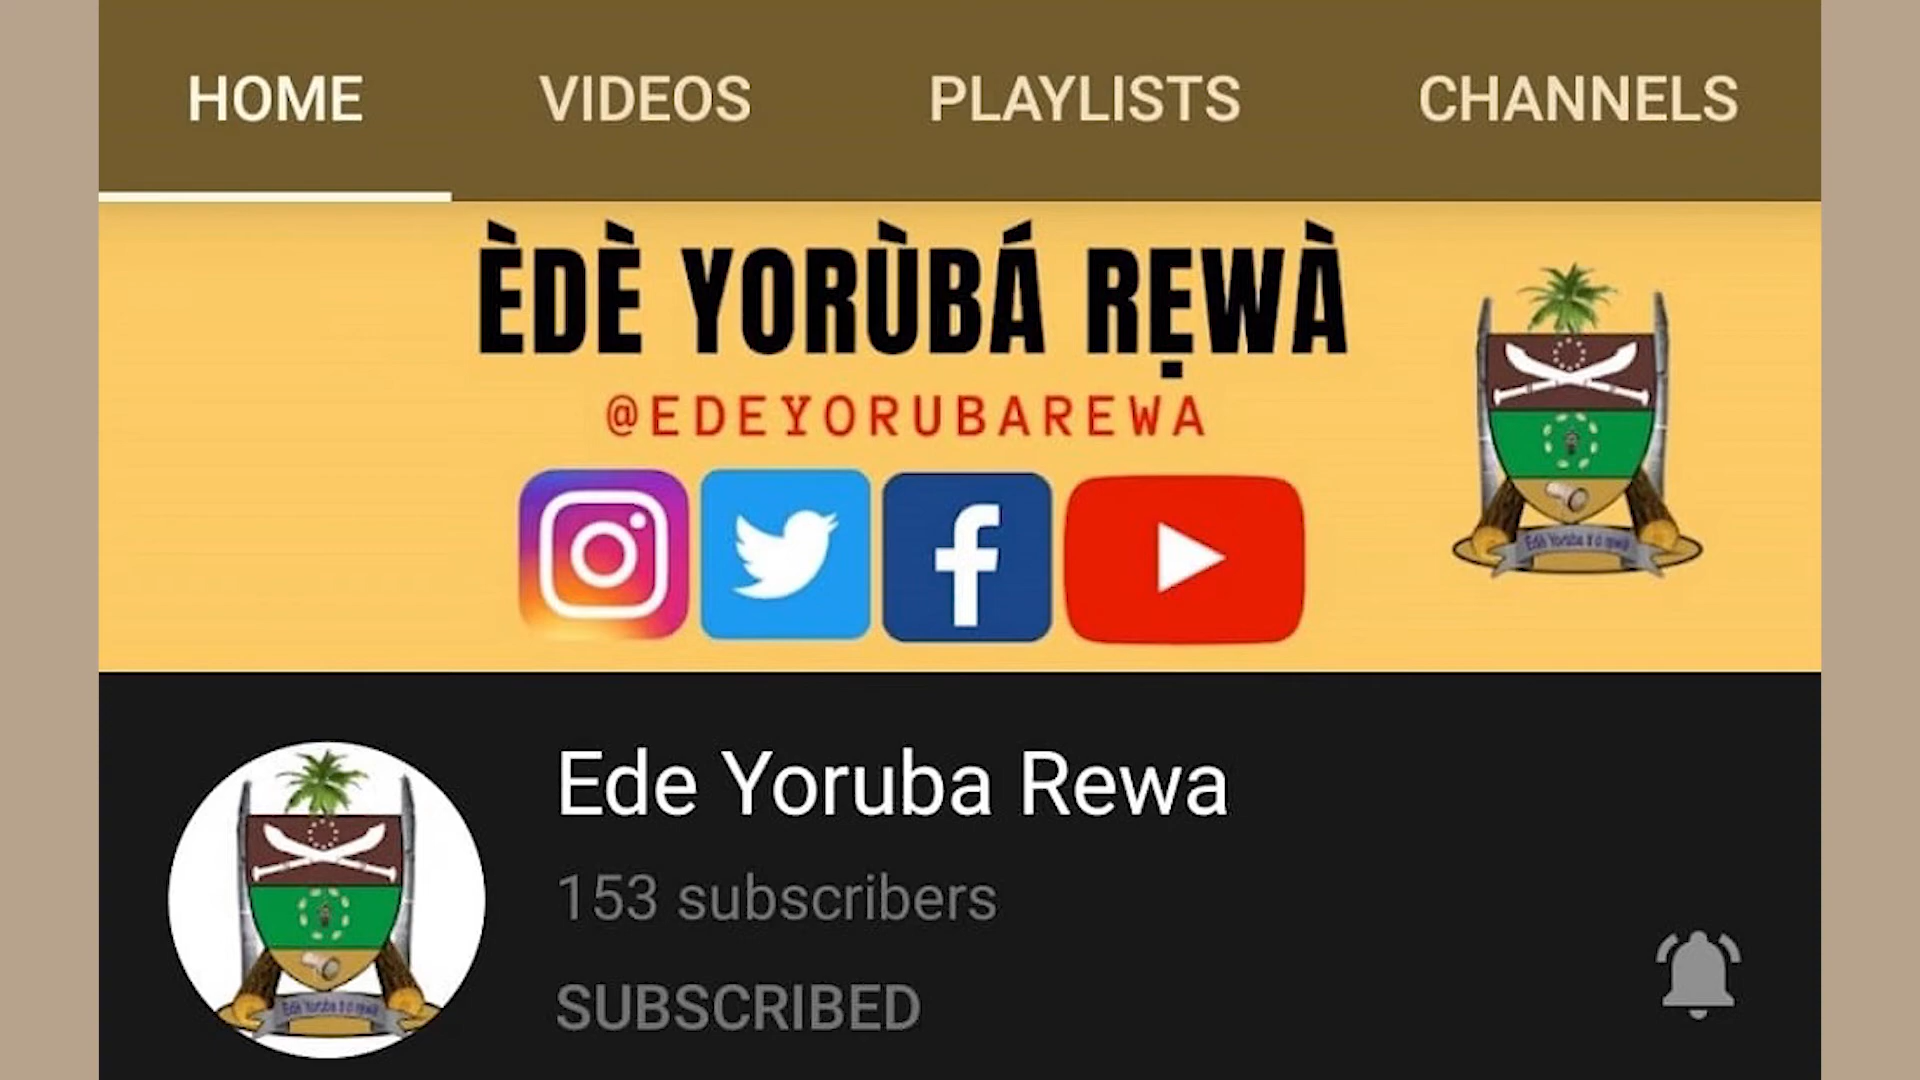 HOME VIDEOS PLAYLISTS CHANNELS
ÈDÈ YORÙBÁ RẸWÀ
@EDEYORUBAREWA
Ede Yoruba Rewa
153 subscribers
SUBSCRIBED